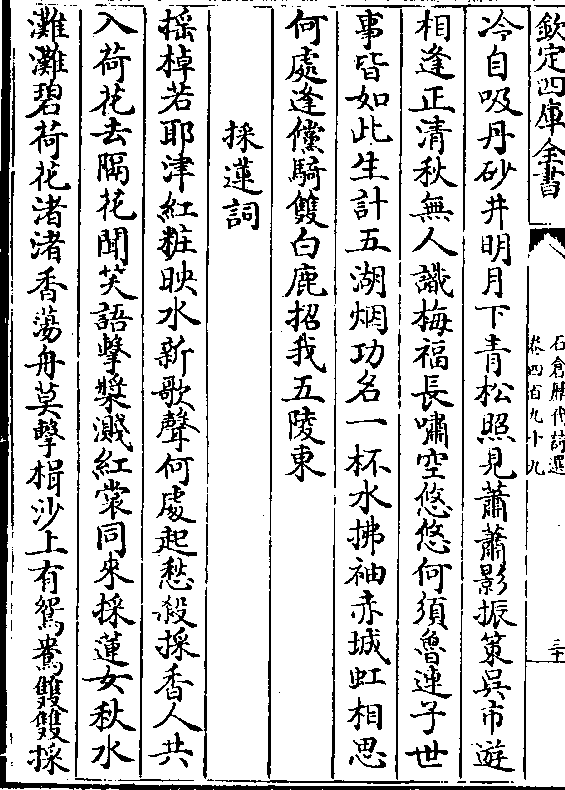 欽定四庫全書
石倉歷代詩選
卷四百九十九
三十
冷自吸丹砂井明月下青松照見蕭蕭影振策吳市遊
相逢正清秋無人識梅福長嘯空悠悠何須魯連子世
事皆如此生計五湖烟功名一杯水拂袖赤城虹相思
何處逢儻騎雙白鹿招我五陵東
採蓮詞
搖棹若耶津紅粧映水新歌聲何處起愁殺採香人共
入荷花去隔花聞笑語擊槳濺紅裳同來採蓮女秋水
灘灘碧荷花渚渚香蕩舟莫擊楫沙上有鴛鴦雙雙採